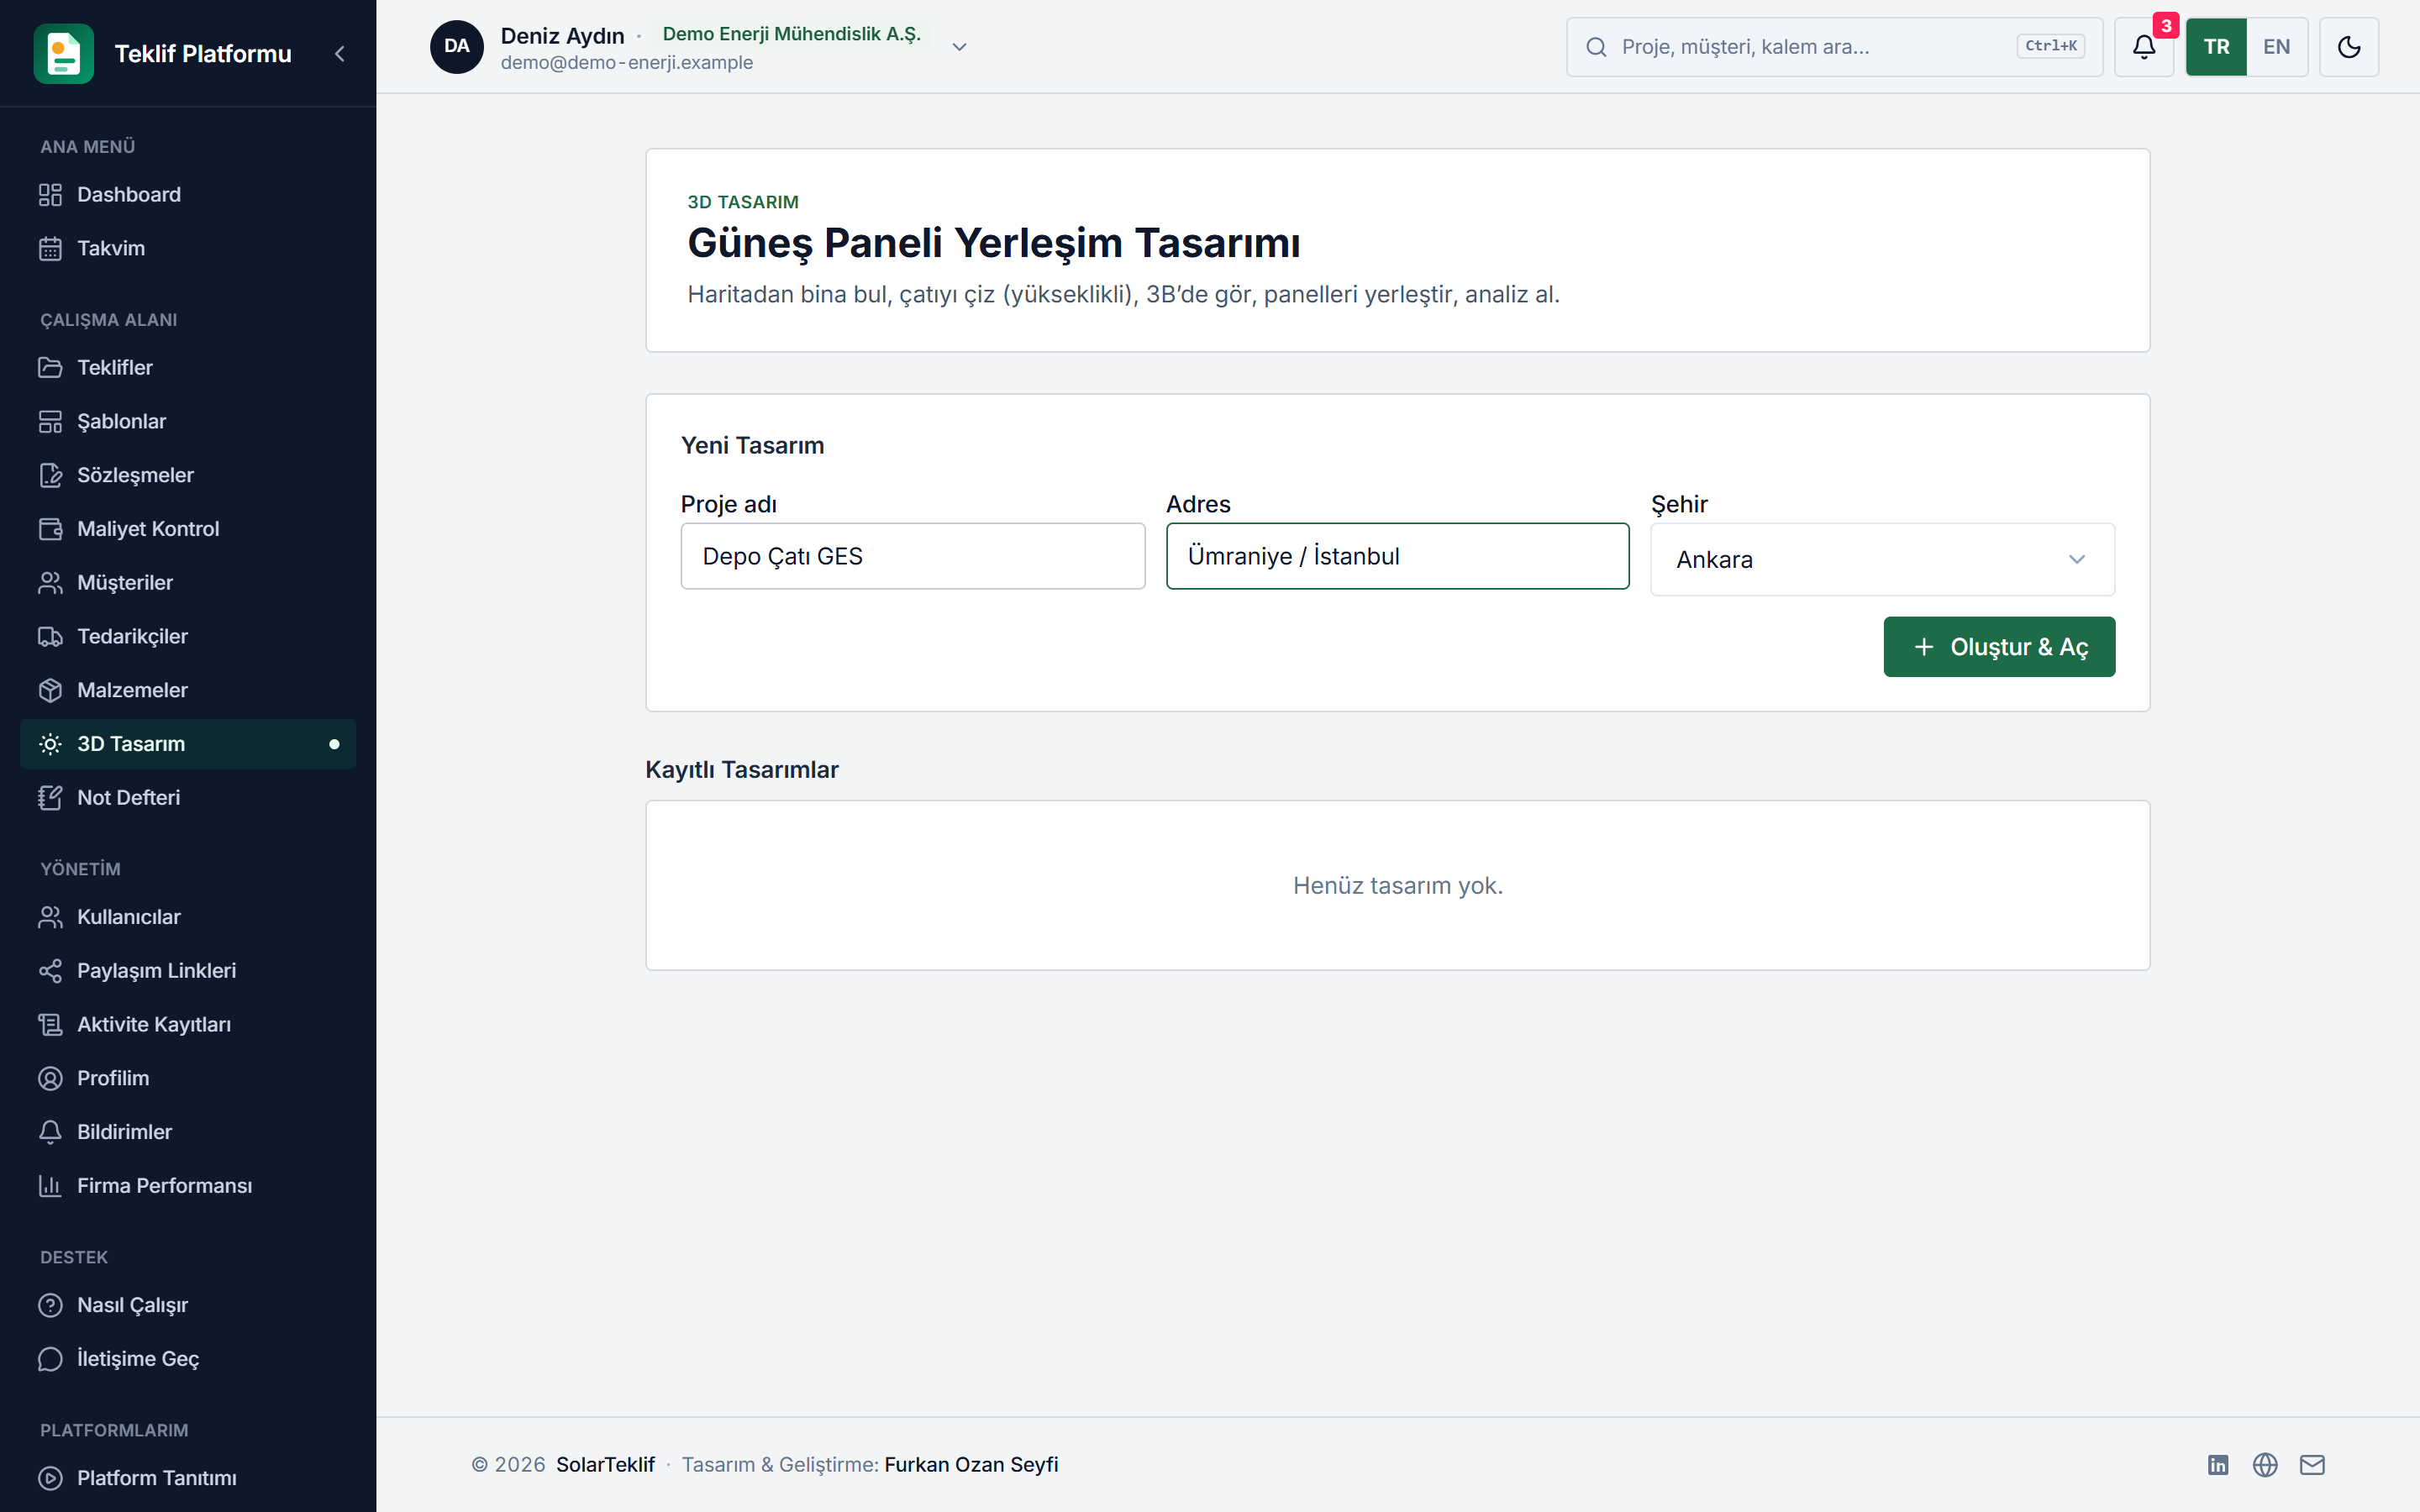 Teklif Platformu
ANA MENÜ
Dashboard
Takvim
ÇALIŞMA ALANI
Teklifler
Şablonlar
Sözleşmeler
Maliyet Kontrol
Müşteriler
Tedarikçiler
Malzemeler
3D Tasarım
Not Defteri
YÖNETİM
Kullanıcılar
Paylaşım Linkleri
Aktivite Kayıtları
Profilim
Bildirimler
Firma Performansı
DESTEK
Nasıl Çalışır
İletişime Geç
PLATFORMLARIM
Platform Tanıtımı
DA
Deniz Aydın · Demo Enerji Mühendislik A.Ş.
demo@demo-enerji.example
Proje, müşteri, kalem ara... Ctrl+K
3
TR EN
3D TASARIM
Güneş Paneli Yerleşim Tasarımı
Haritadan bina bul, çatıyı çiz (yükseklikli), 3B’de gör, panelleri yerleştir, analiz al.
Yeni Tasarım
Proje adı Adres Şehir
Depo Çatı GES Ümraniye / İstanbul Ankara
Oluştur & Aç
Kayıtlı Tasarımlar
Henüz tasarım yok.
© 2026 SolarTeklif · Tasarım & Geliştirme: Furkan Ozan Seyfi
in